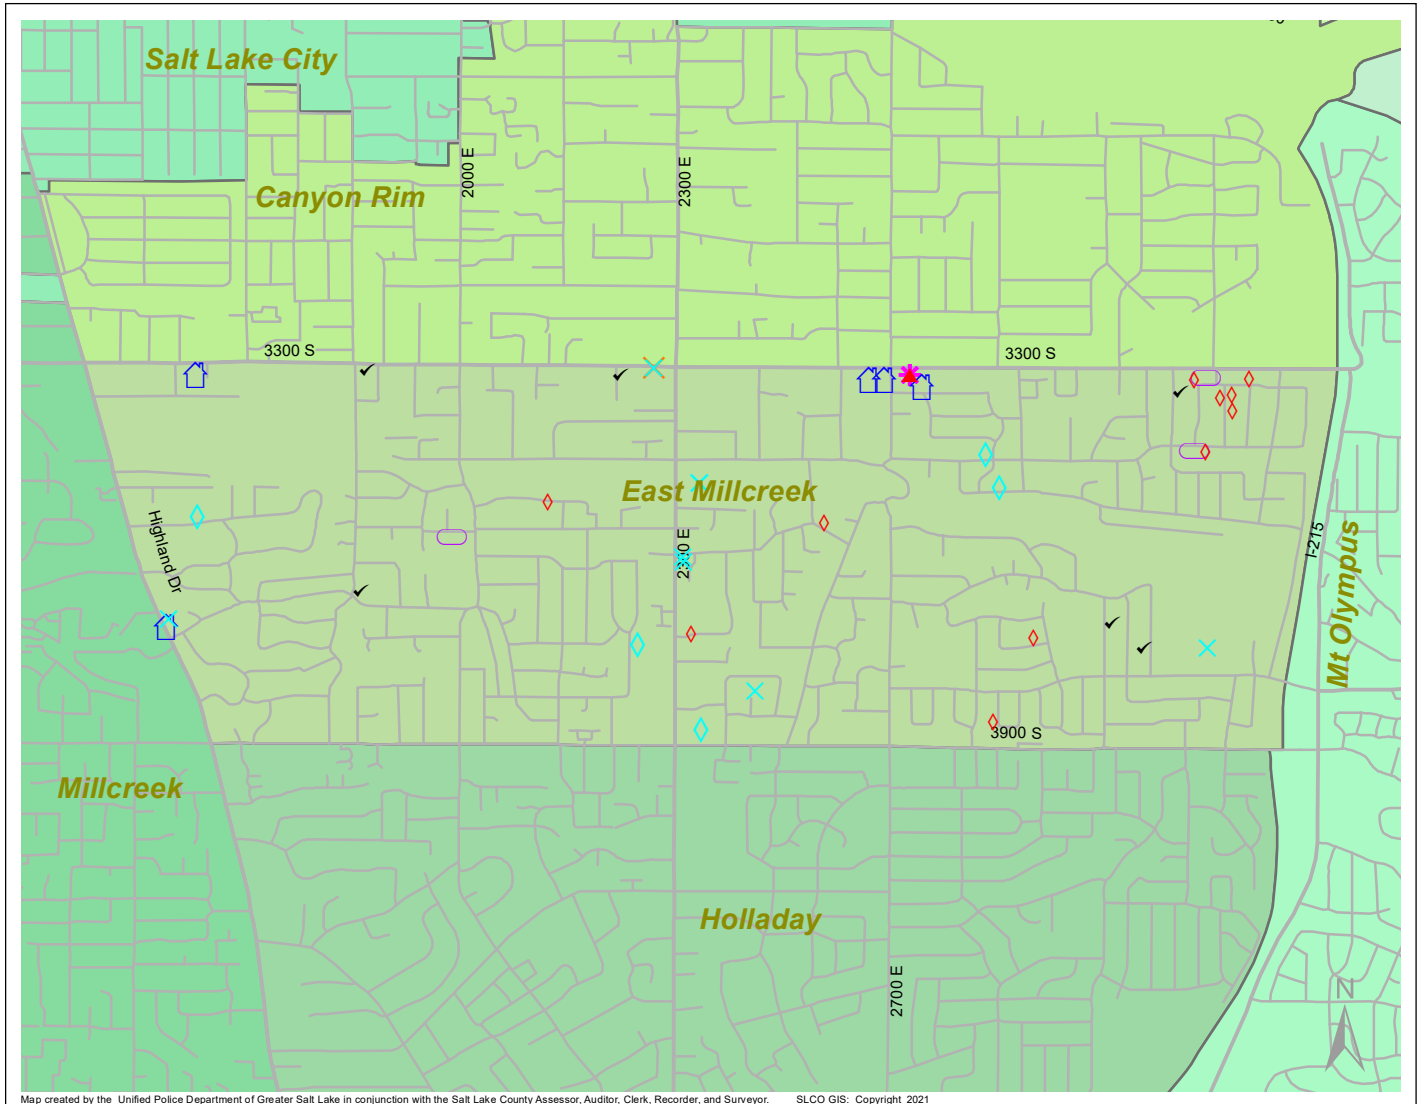 Salt Lake City
Canyon Rim
2000 E
2300 E
3300 S
3300 S
East Millcreek
Highland Dr
2300 E
I-215
Mt Olympus
3900 S
Millcreek
Holladay
2700 E
N
Map created by the Unified Police Department of Greater Salt Lake in conjunction with the Salt Lake County Assessor, Auditor, Clerk, Recorder, and Surveyor. SLCO GIS: Copyright 2021